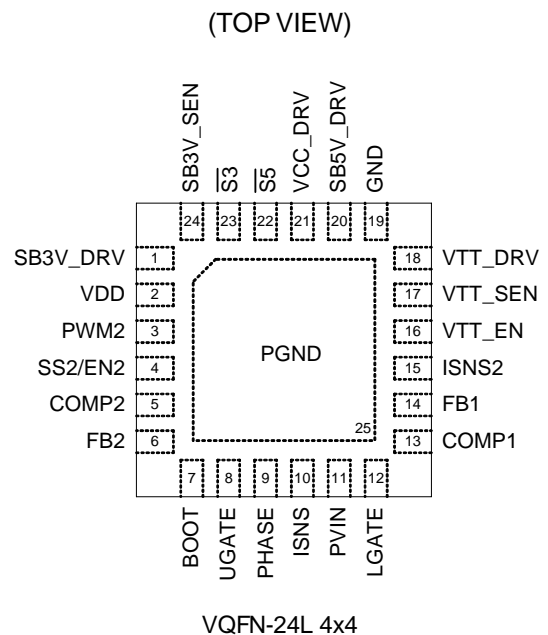 (TOP VIEW)
SB3V_SEN
S3
S5
VCC_DRV
SB5V_DRV
GND
24
23
22
21
20
19
SB3V_DRV 1
VDD 2
PWM2 3
SS2/EN2 4
COMP2 5
FB2 6
PGND
25
18 VTT_DRV
17 VTT_SEN
16 VTT_EN
15 ISNS2
14 FB1
13 COMP1
7
8
9
10
11
12
BOOT
UGATE
PHASE
ISNS
PVIN
LGATE
VQFN-24L 4x4